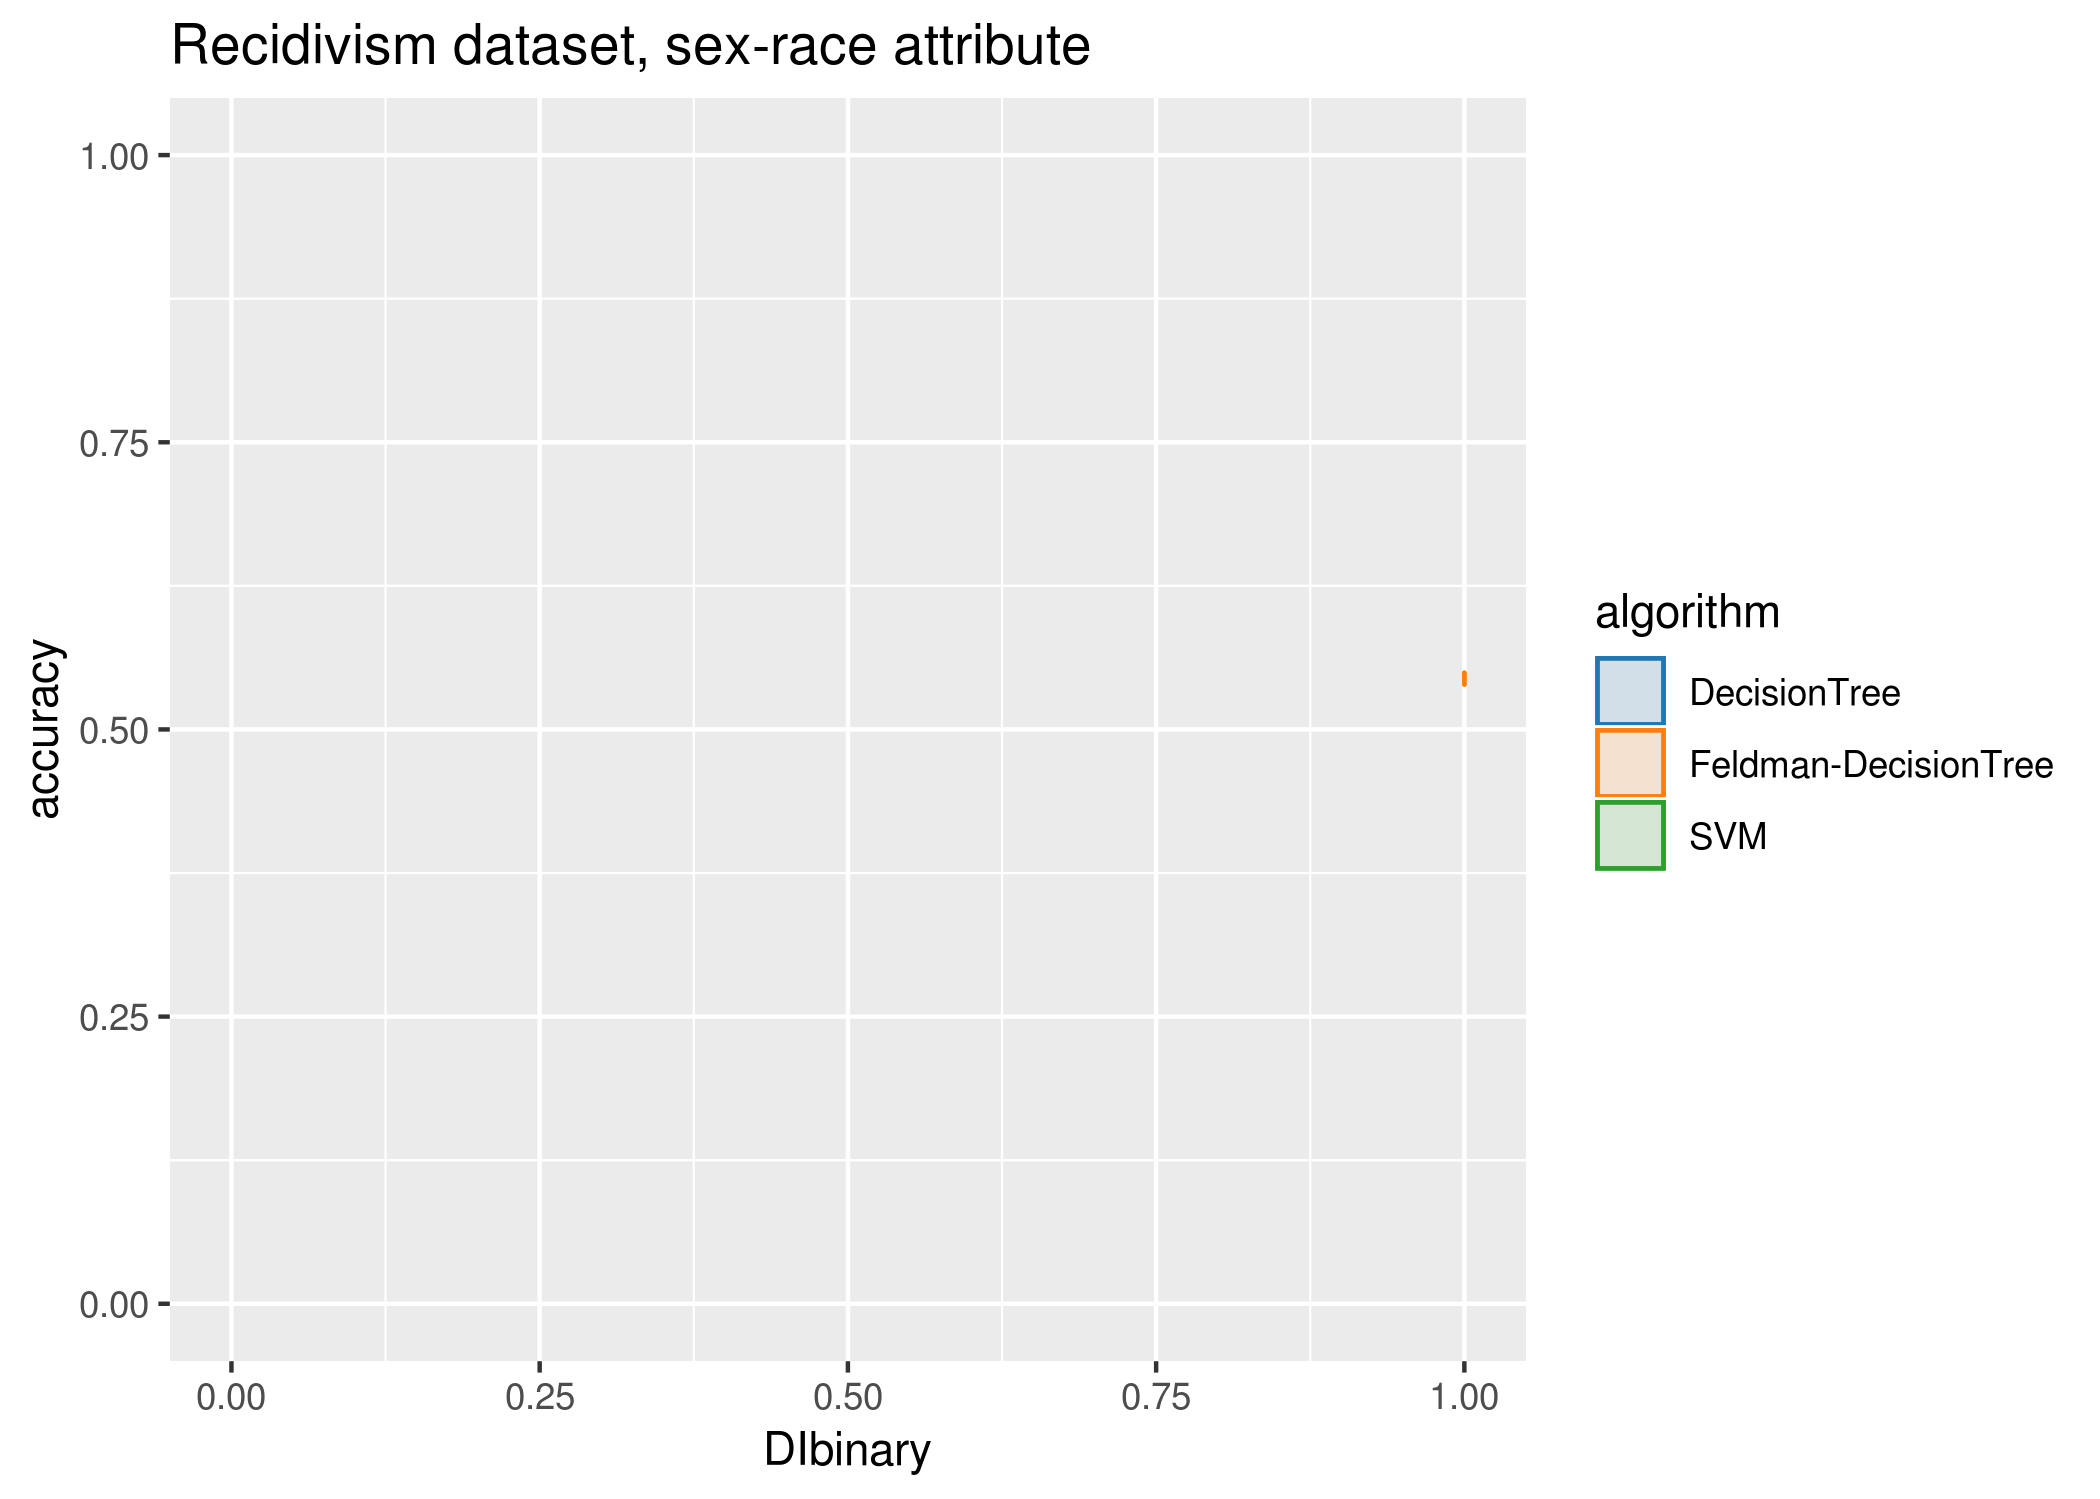 Recidivism dataset, sex-race attribute
1.00
0.75
0.50
0.25
0.00
accuracy
0.00 0.25 0.50 0.75 1.00
DIbinary
algorithm
DecisionTree
Feldman-DecisionTree
SVM